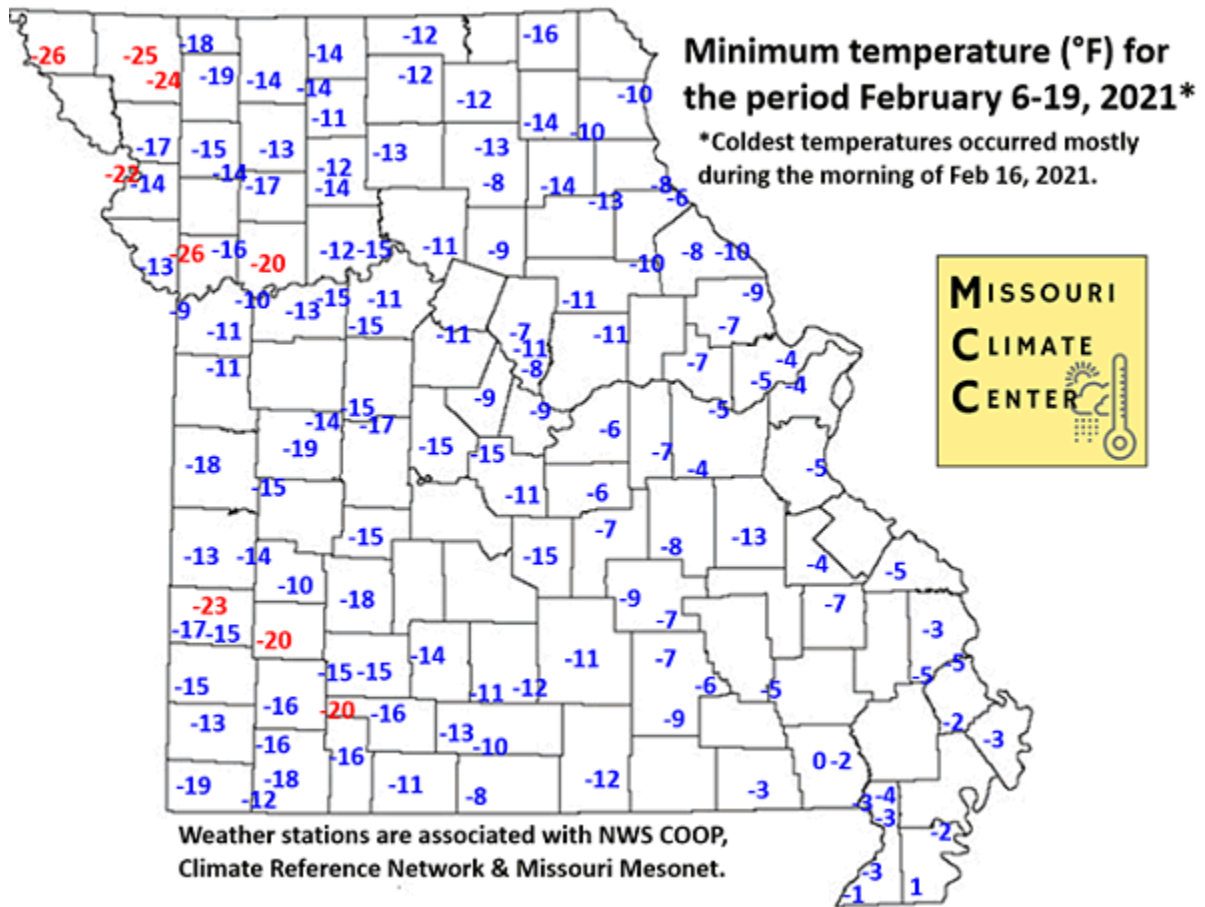 Minimum temperature (°F) for
the period February 6-19, 2021*
*Coldest temperatures occurred mostly
during the morning of Feb 16, 2021.
MISSOURI
CLIMATE
CENTER
-12 -16
-18
-26 -25 -14
-24 -19 -14 -12
-14 -12 -10
-11 -14 -10
-17 -15 -13 -13 -13
-22 -14 -14 -17 -12 -14 -8 -14 -8
-13 -6
-26 -16 -12 -15 -11 -9 -8 -10
-13 -20 -10
-9 -10 -13 -15 -11 -11 -9
-11 -15 -11 -7 -11 -7
-11 -11 -8 -7 -5 -4 -4
-15 -9 -9 -5
-14 -17 -6
-18 -19 -15 -15 -7 -4 -5
-15 -11 -6
-15 -7 -13
-13 -14 -15 -8 -4 -5
-10 -18 -9 -7
-23 -7
-17 -15 -20 -3
-15 -15 -14 -11 -7 -5
-15 -11 -12 -6 -5 -5
-13 -16 -20 -16 -9 -2
-16 -13 -10 -3
-16 0 -2
-19 -18 -11 -8 -12 -3 -4
-12 -3
-3
-2
-3
-1 1
Weather stations are associated with NWS COOP,
Climate Reference Network & Missouri Mesonet.